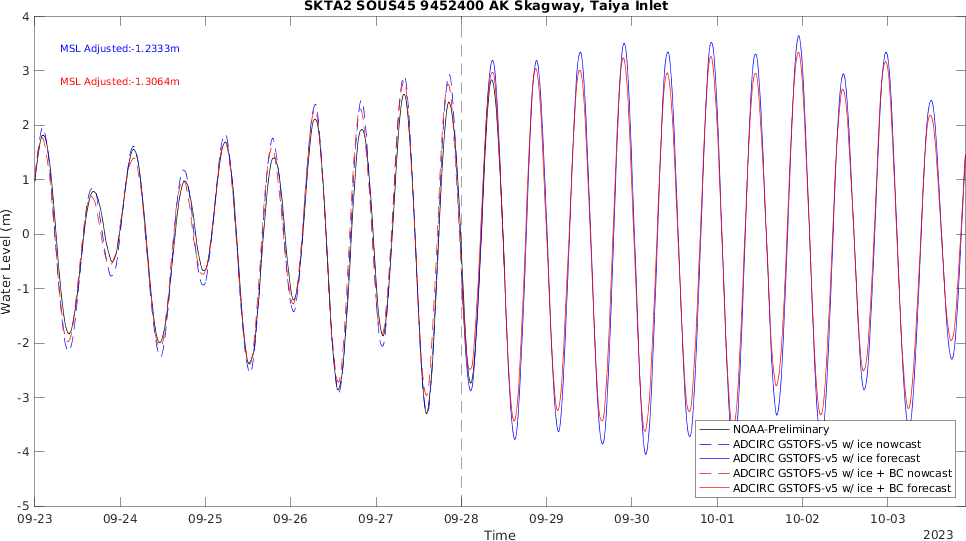 SKTA2 SOUS45 9452400 AK Skagway, Taiya Inlet
MSL Adjusted:-1.2333m
MSL Adjusted:-1.3064m
4
3
2
1
0
-1
-2
-3
-4
-5
Water Level (m)
NOAA-Preliminary
ADCIRC GSTOFS-v5 w/ ice nowcast
ADCIRC GSTOFS-v5 w/ ice forecast
ADCIRC GSTOFS-v5 w/ ice + BC nowcast
ADCIRC GSTOFS-v5 w/ ice + BC forecast
09-23 09-24 09-25 09-26 09-27 09-28 09-29 09-30 10-01 10-02 10-03
Time
2023